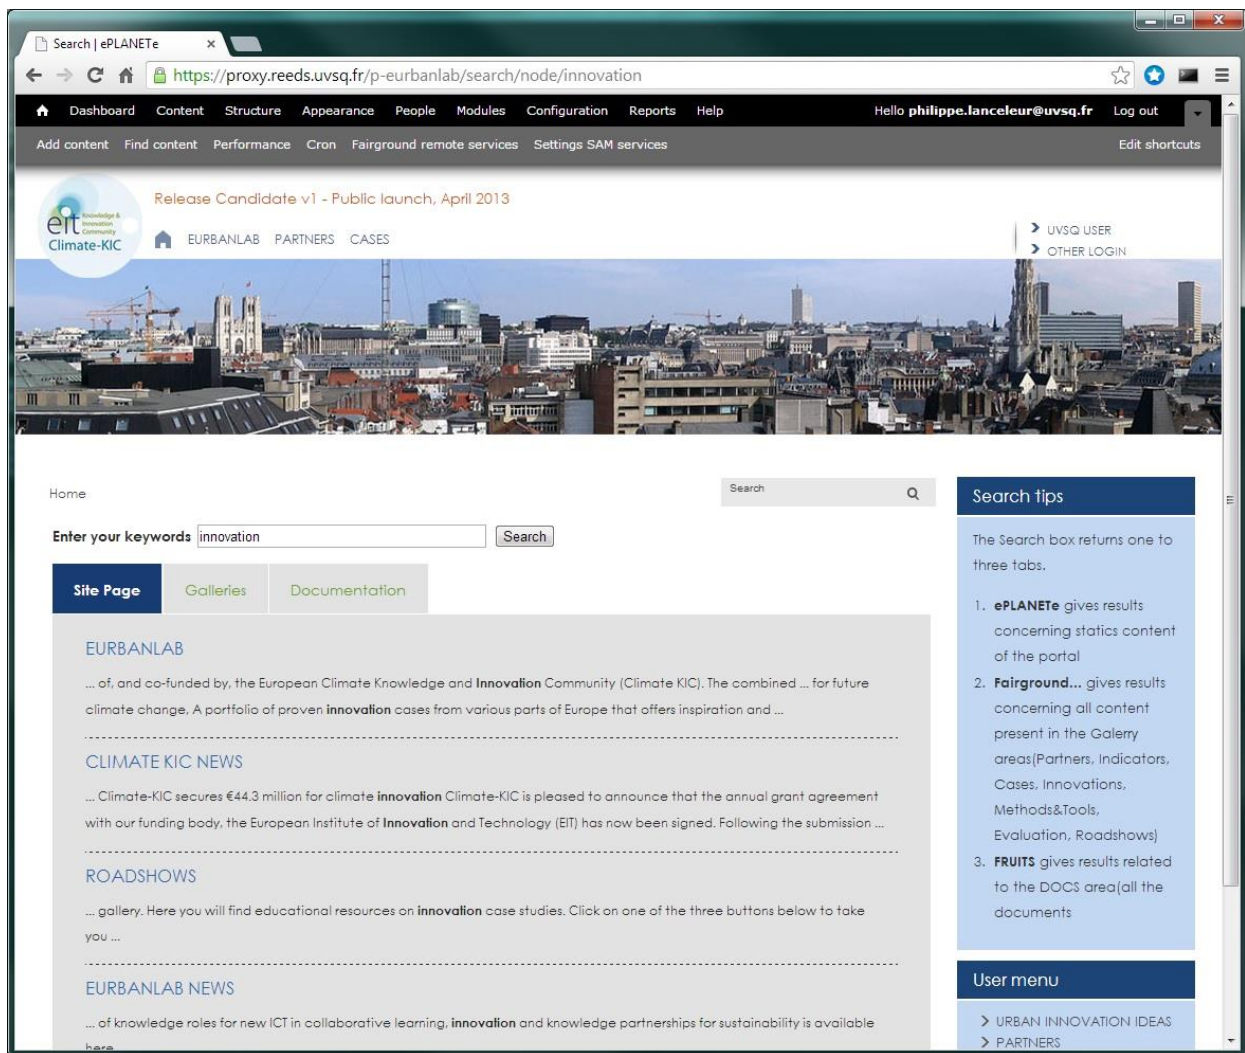 Search | ePLANETe
https://proxy.reeds.uvsq.fr/p-eurbanlab/search/node/innovation
Dashboard Content Structure Appearance People Modules Configuration Reports Help Hello philippe.lanceleur@uvsq.fr Log out
Add content Find content Performance Cron Fairground remote services Settings SAM services Edit shortcuts
Release Candidate v1 - Public launch, April 2013
eit Knowledge &
Innovation
Community
Climate-KIC
EURBANLAB PARTNERS CASES
UVSQ USER
OTHER LOGIN
Home
Search
Enter your keywords innovation Search
Site Page Galleries Documentation
EURBANLAB
... of, and co-funded by, the European Climate Knowledge and Innovation Community (Climate KIC). The combined ... for future
climate change, A portfolio of proven innovation cases from various parts of Europe that offers inspiration and ...
CLIMATE KIC NEWS
... Climate-KIC secures €44.3 million for climate innovation Climate-KIC is pleased to announce that the annual grant agreement
with our funding body, the European Institute of Innovation and Technology (EIT) has now been signed. Following the submission ...
ROADSHOWS
... gallery. Here you will find educational resources on innovation case studies. Click on one of the three buttons below to take
you ...
EURBANLAB NEWS
... of knowledge roles for new ICT in collaborative learning, innovation and knowledge partnerships for sustainability is available
here
Search tips
The Search box returns one to
three tabs.
1. ePLANETe gives results
concerning statics content
of the portal
2. Fairground... gives results
concerning all content
present in the Galerry
areas(Partners, Indicators,
Cases, Innovations,
Methods&Tools,
Evaluation, Roadshows)
3. FRUITS gives results related
to the DOCS area(all the
documents
User menu
URBAN INNOVATION IDEAS
PARTNERS